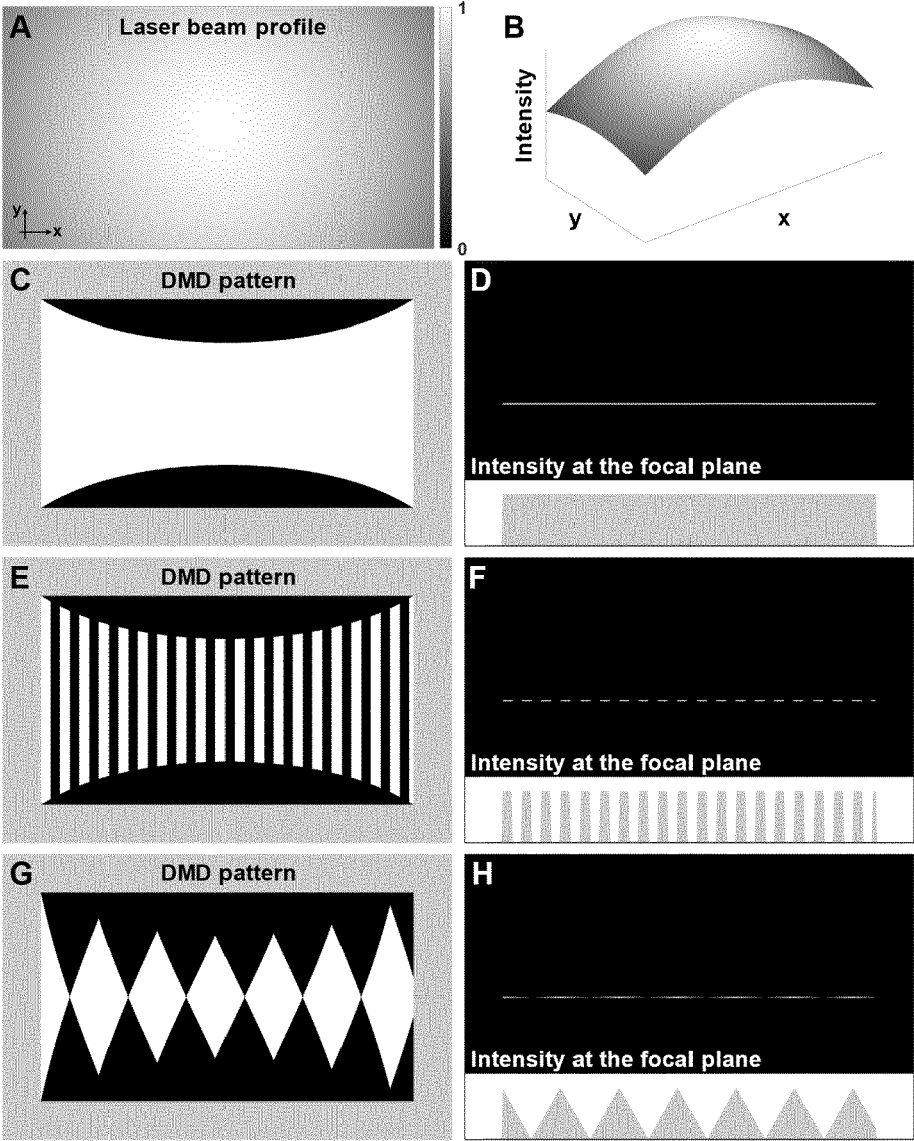 A Laser beam profile
1
B
Intensity
y
x
y
x
0
C DMD pattern
D
Intensity at the focal plane
E DMD pattern
F
Intensity at the focal plane
G DMD pattern
H
Intensity at the focal plane